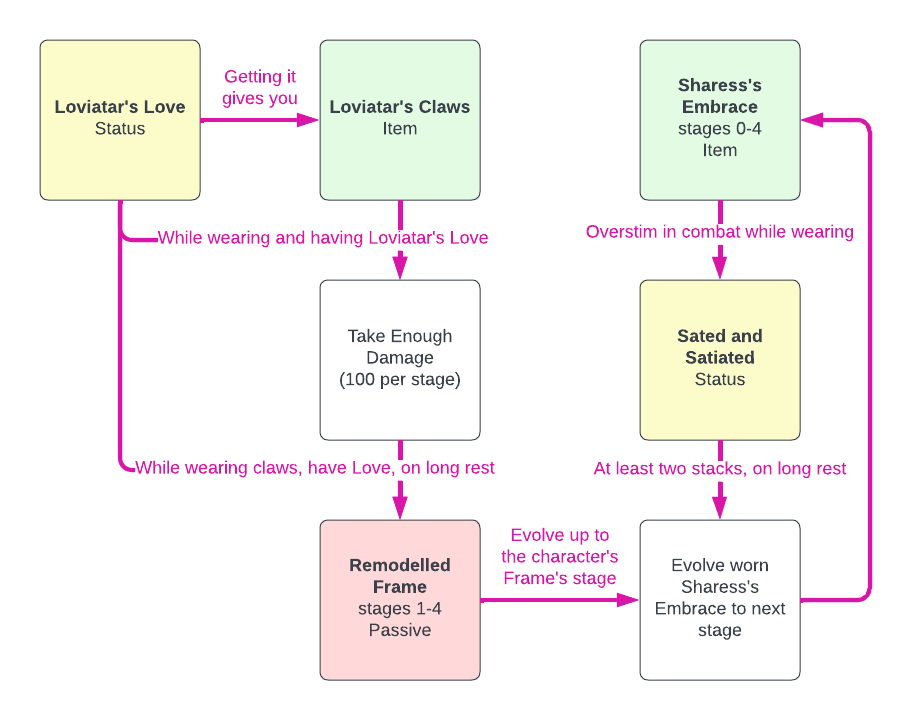 Loviatar's Love
Status
Getting it
gives you
Loviatar's Claws
Item
Sharess's
Embrace
stages 0-4
Item
While wearing and having Loviatar's Love
Overstim in combat while wearing
Take Enough
Damage
(100 per stage)
Sated and
Satiated
Status
While wearing claws, have Love, on long rest
At least two stacks, on long rest
Remodelled
Frame
stages 1-4
Passive
Evolve up to
the character's
Frame's stage
Evolve worn
Sharess's
Embrace to next
stage